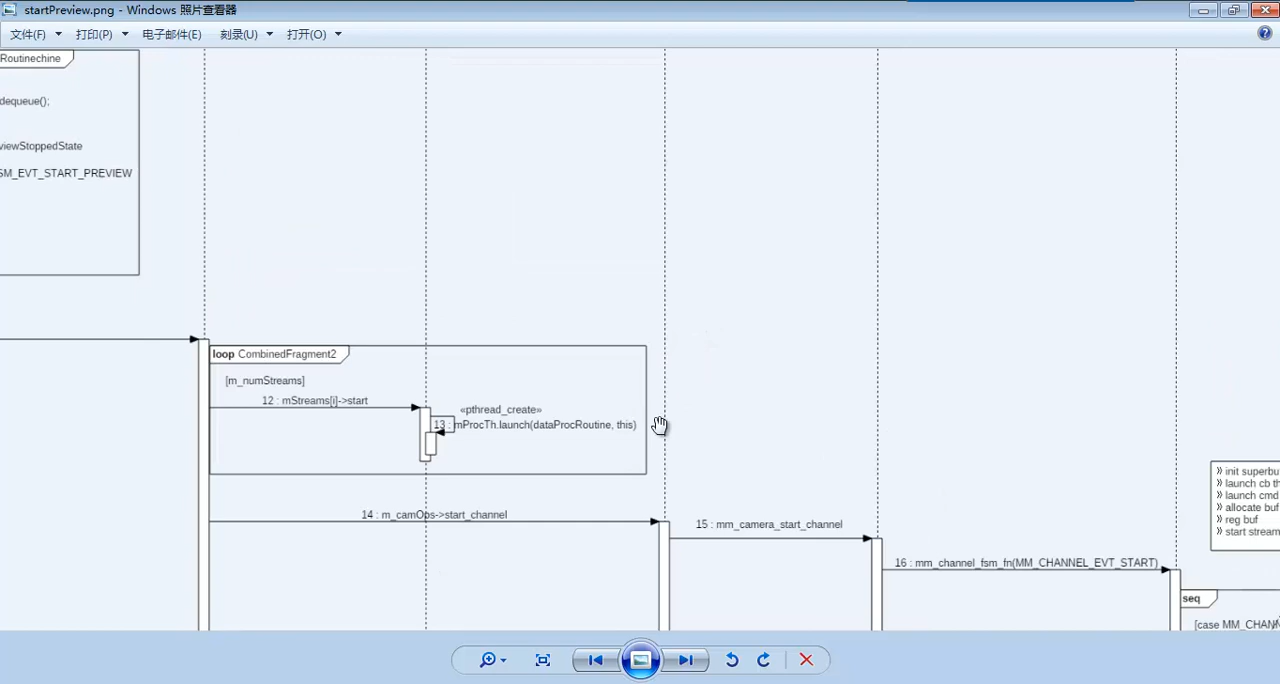 startPreview.png - Windows 照片查看器
文件(F) 打印(P) 电子邮件(E) 刻录(U) 打开(O)
Routinechine
dequeue();
viewStoppedState
SM_EVT_START_PREVIEW
loop CombinedFragment2
[m_numStreams]
12 : mStreams[i]->start
«pthread_create»
13 : mProcTh.launch(dataProcRoutine, this)
14 : m_camOps->start_channel
15 : mm_camera_start_channel
16 : mm_channel_fsm_fn(MM_CHANNEL_EVT_START)
» init superbu
» launch cb th
» launch cmd
» allocate buf
» reg buf
» start stream
seq
[case MM_CHAN